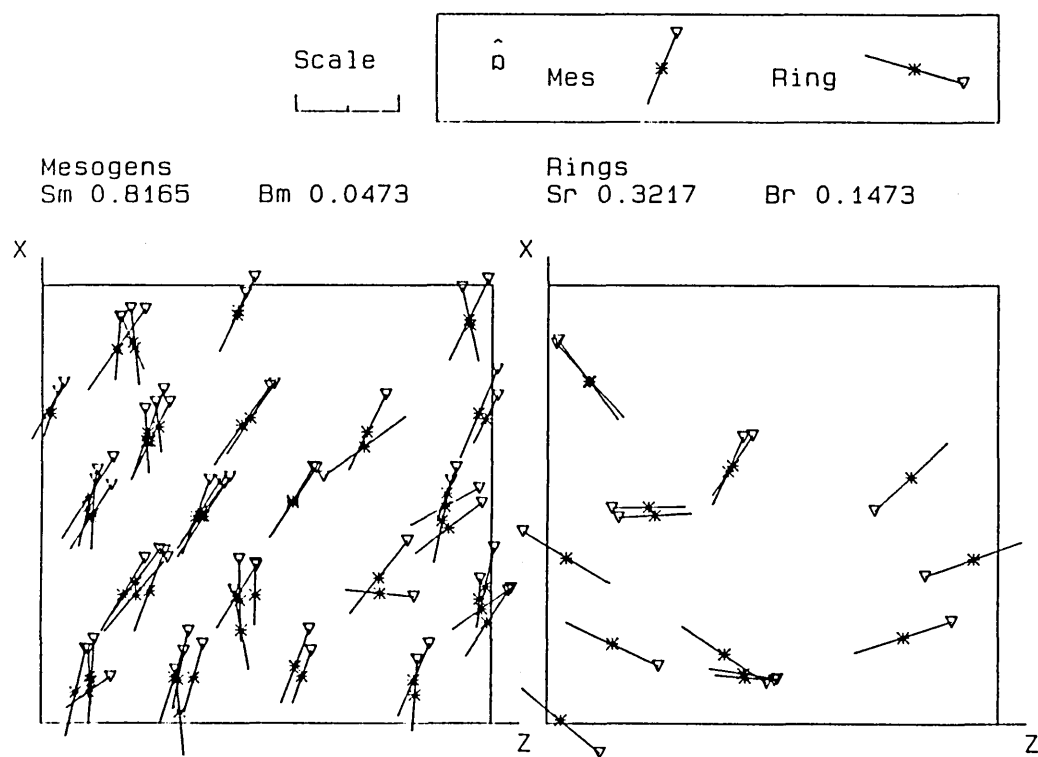 Scale n̂ Mes Ring
Mesogens
Sm 0.8165 Bm 0.0473
Rings
Sr 0.3217 Br 0.1473
X
Z
X
Z